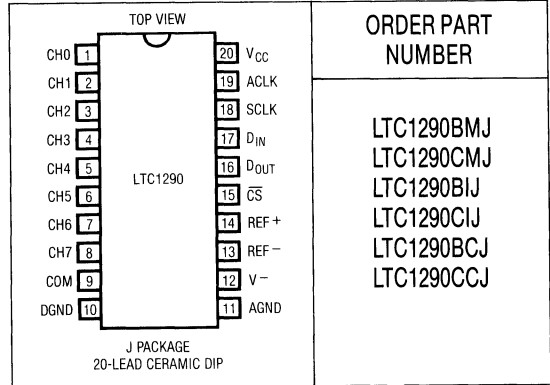 TOP VIEW
CH0 1
CH1 2
CH2 3
CH3 4
CH4 5
CH5 6
CH6 7
CH7 8
COM 9
DGND 10
LTC1290
20 VCC
19 ACLK
18 SCLK
17 DIN
16 DOUT
15 C̅S̅
14 REF+
13 REF−
12 V−
11 AGND
J PACKAGE
20-LEAD CERAMIC DIP
ORDER PART
NUMBER
LTC1290BMJ
LTC1290CMJ
LTC1290BIJ
LTC1290CIJ
LTC1290BCJ
LTC1290CCJ